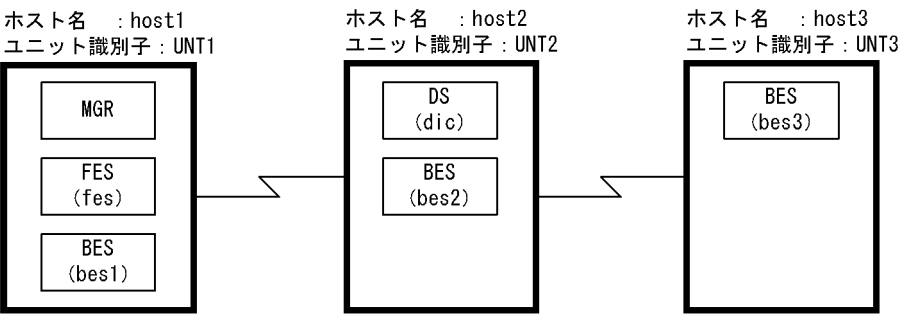 ホスト名　：host1
ユニット識別子：UNT1
MGR
FES
(fes)
BES
(bes1)
ホスト名　：host2
ユニット識別子：UNT2
DS
(dic)
BES
(bes2)
ホスト名　：host3
ユニット識別子：UNT3
BES
(bes3)